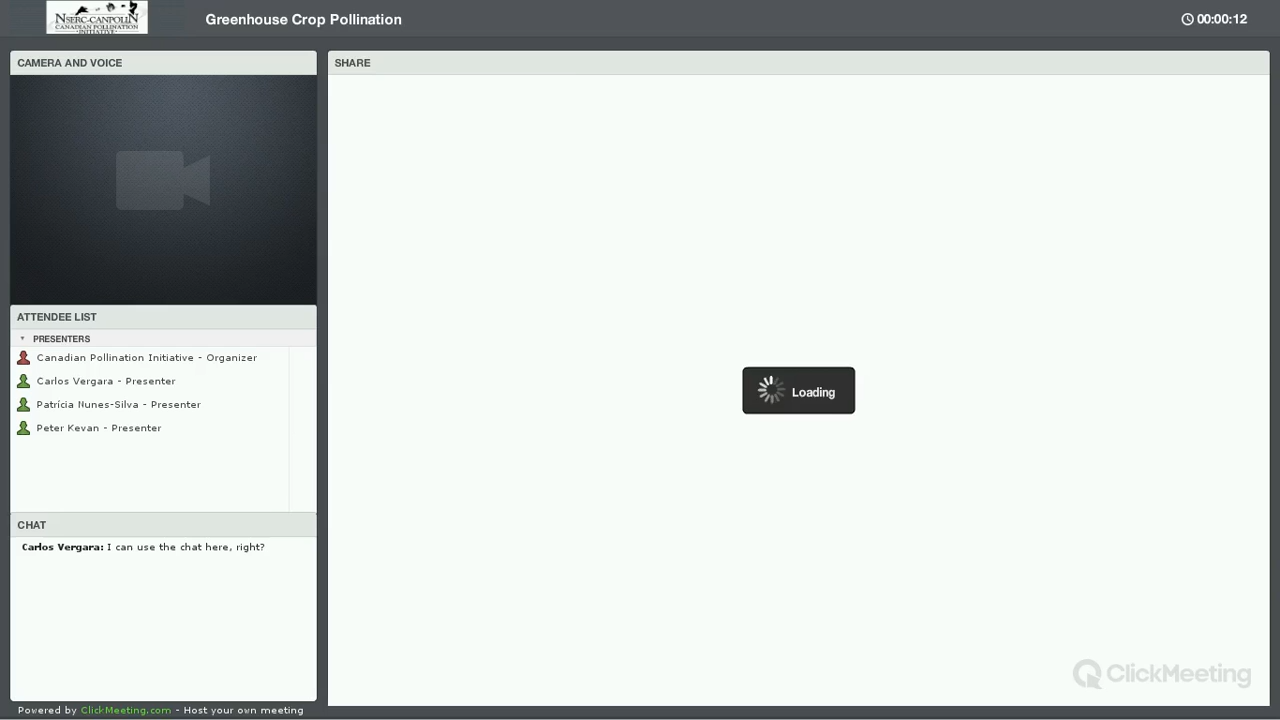 NSERC-CANPOLIN
CANADIAN POLLINATION
INITIATIVE
Greenhouse Crop Pollination
00:00:12
CAMERA AND VOICE
SHARE
ATTENDEE LIST
PRESENTERS
Canadian Pollination Initiative - Organizer
Carlos Vergara - Presenter
Patrícia Nunes-Silva - Presenter
Peter Kevan - Presenter
Loading
CHAT
Carlos Vergara: I can use the chat here, right?
ClickMeeting
Powered by ClickMeeting.com - Host your own meeting